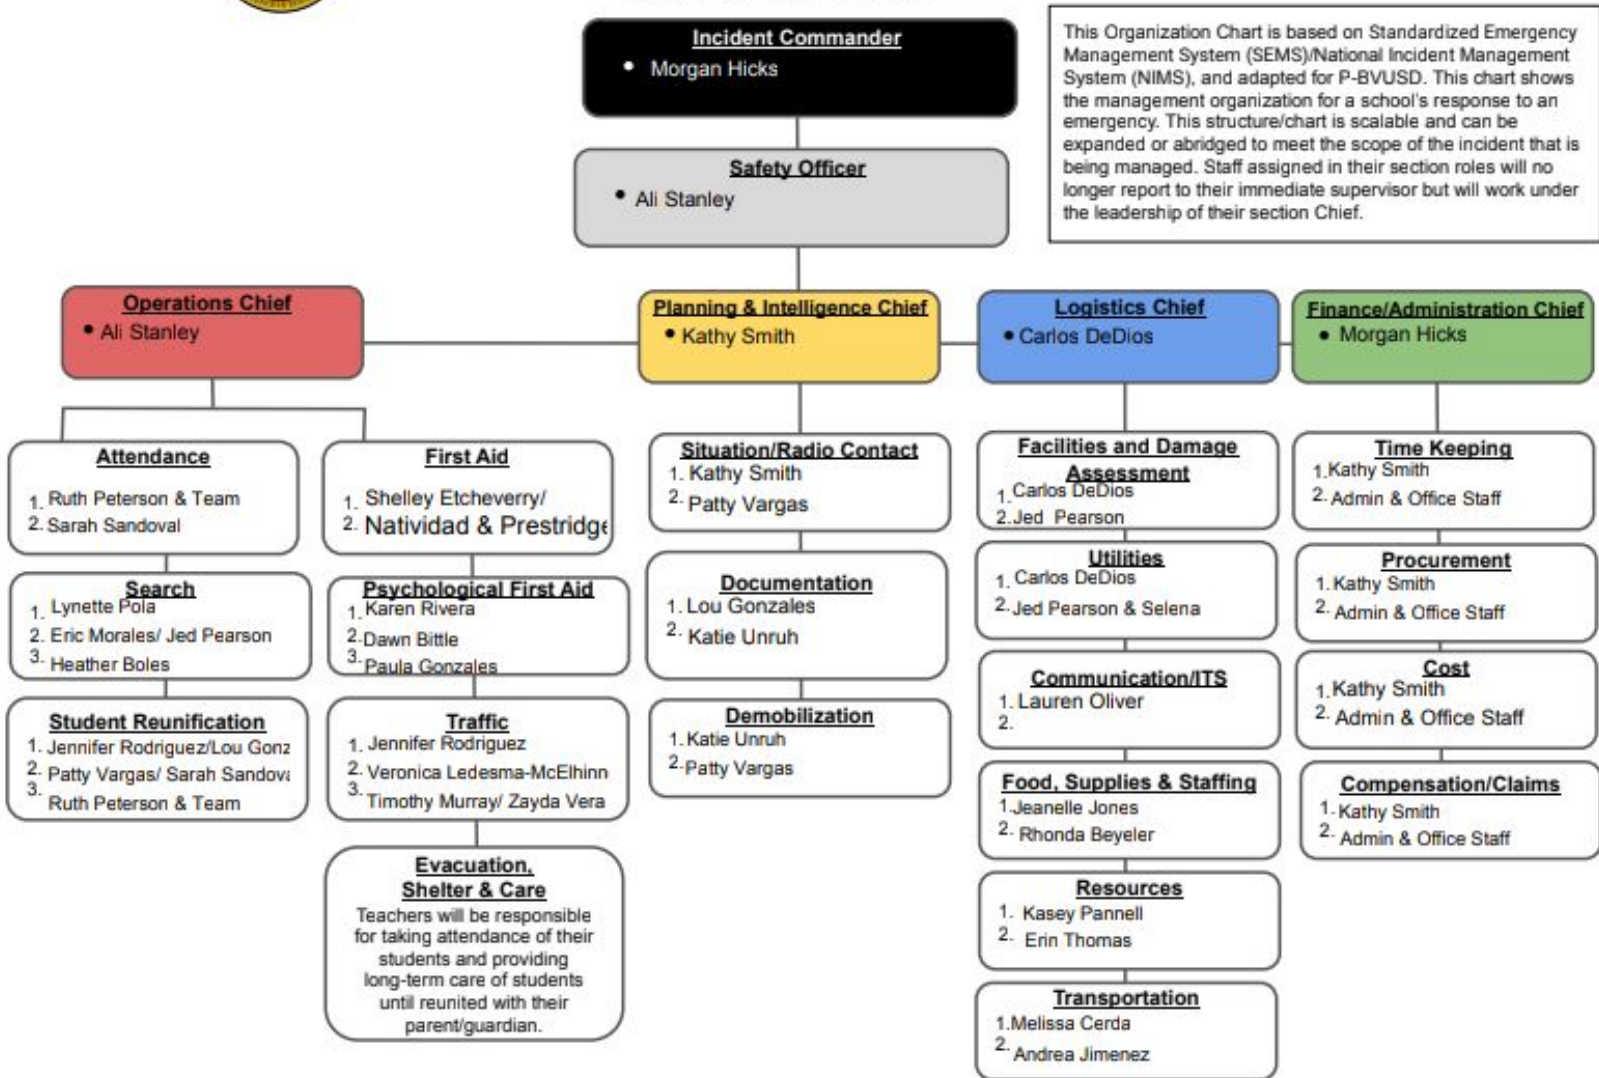 Incident Commander
• Morgan Hicks
This Organization Chart is based on Standardized Emergency
Management System (SEMS)/National Incident Management
System (NIMS), and adapted for P-BVUSD. This chart shows
the management organization for a school's response to an
emergency. This structure/chart is scalable and can be
expanded or abridged to meet the scope of the incident that is
being managed. Staff assigned in their section roles will no
longer report to their immediate supervisor but will work under
the leadership of their section Chief.
Safety Officer
• Ali Stanley
Operations Chief
• Ali Stanley
Planning & Intelligence Chief
• Kathy Smith
Logistics Chief
• Carlos DeDios
Finance/Administration Chief
• Morgan Hicks
Attendance
1. Ruth Peterson & Team
2. Sarah Sandoval
Search
1. Lynette Pola
2. Eric Morales/ Jed Pearson
3. Heather Boles
Student Reunification
1. Jennifer Rodriguez/Lou Gonz
2. Patty Vargas/ Sarah Sandova
3. Ruth Peterson & Team
First Aid
1. Shelley Etcheverry/
2. Natividad & Prestridge
Psychological First Aid
1. Karen Rivera
2. Dawn Bittle
3. Paula Gonzales
Traffic
1. Jennifer Rodriguez
2. Veronica Ledesma-McElhinn
3. Timothy Murray/ Zayda Vera
Evacuation,
Shelter & Care
Teachers will be responsible
for taking attendance of their
students and providing
long-term care of students
until reunited with their
parent/guardian.
Situation/Radio Contact
1. Kathy Smith
2. Patty Vargas
Documentation
1. Lou Gonzales
2. Katie Unruh
Demobilization
1. Katie Unruh
2. Patty Vargas
Facilities and Damage
Assessment
1. Carlos DeDios
2. Jed Pearson
Utilities
1. Carlos DeDios
2. Jed Pearson & Selena
Communication/ITS
1. Lauren Oliver
2.
Food, Supplies & Staffing
1. Jeanelle Jones
2. Rhonda Beyeler
Resources
1. Kasey Pannell
2. Erin Thomas
Transportation
1. Melissa Cerda
2. Andrea Jimenez
Time Keeping
1. Kathy Smith
2. Admin & Office Staff
Procurement
1. Kathy Smith
2. Admin & Office Staff
Cost
1. Kathy Smith
2. Admin & Office Staff
Compensation/Claims
1. Kathy Smith
2. Admin & Office Staff